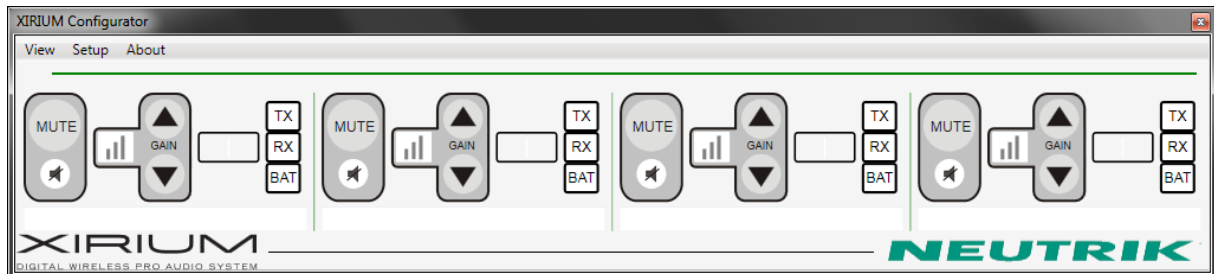 XIRIUM Configurator
View Setup About
MUTE GAIN TX RX BAT
MUTE GAIN TX RX BAT
MUTE GAIN TX RX BAT
MUTE GAIN TX RX BAT
XIRIUM
DIGITAL WIRELESS PRO AUDIO SYSTEM
NEUTRIK